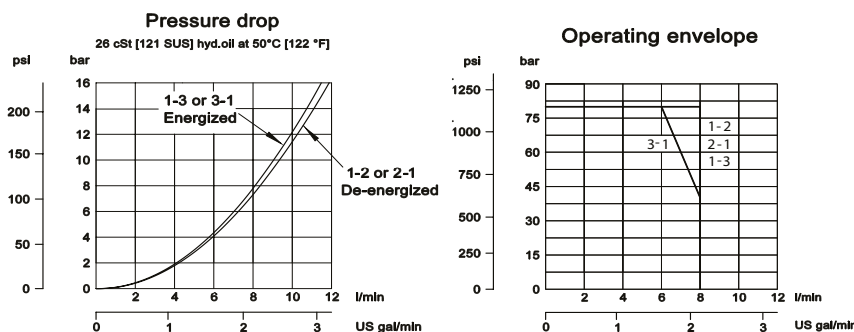 Pressure drop
26 cSt [121 SUS] hyd.oil at 50°C [122 °F]
psi
bar
200
150
100
50
0
16
14
12
10
8
6
4
2
0
1-3 or 3-1
Energized
1-2 or 2-1
De-energized
2 4 6 8 10 12 l/min
0 1 2 3 US gal/min
Operating envelope
psi
bar
1250
1000
750
500
250
0
90
75
60
45
30
15
0
3-1
1-2
2-1
1-3
2 4 6 8 10 12 l/min
0 1 2 3 US gal/min